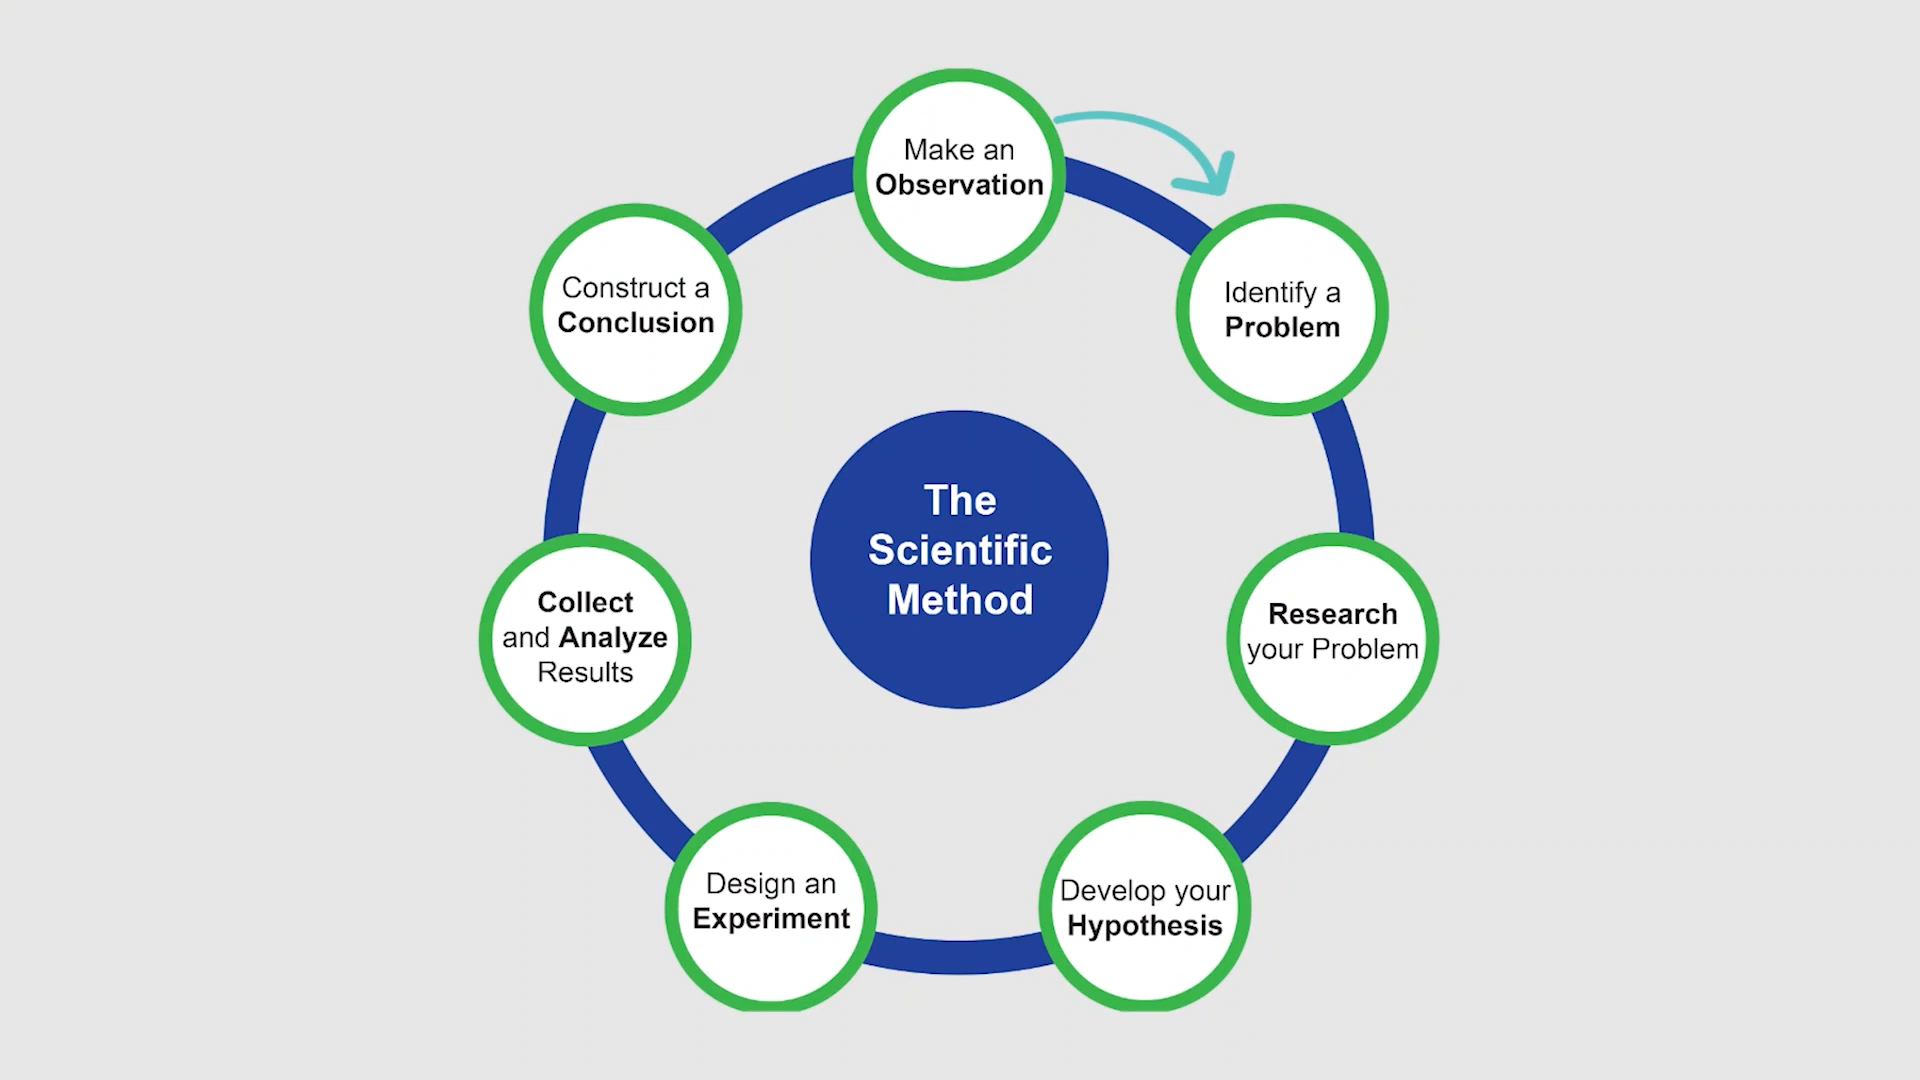 Make an
Observation
Identify a
Problem
Research
your Problem
Develop your
Hypothesis
Design an
Experiment
Collect
and Analyze
Results
Construct a
Conclusion
The
Scientific
Method